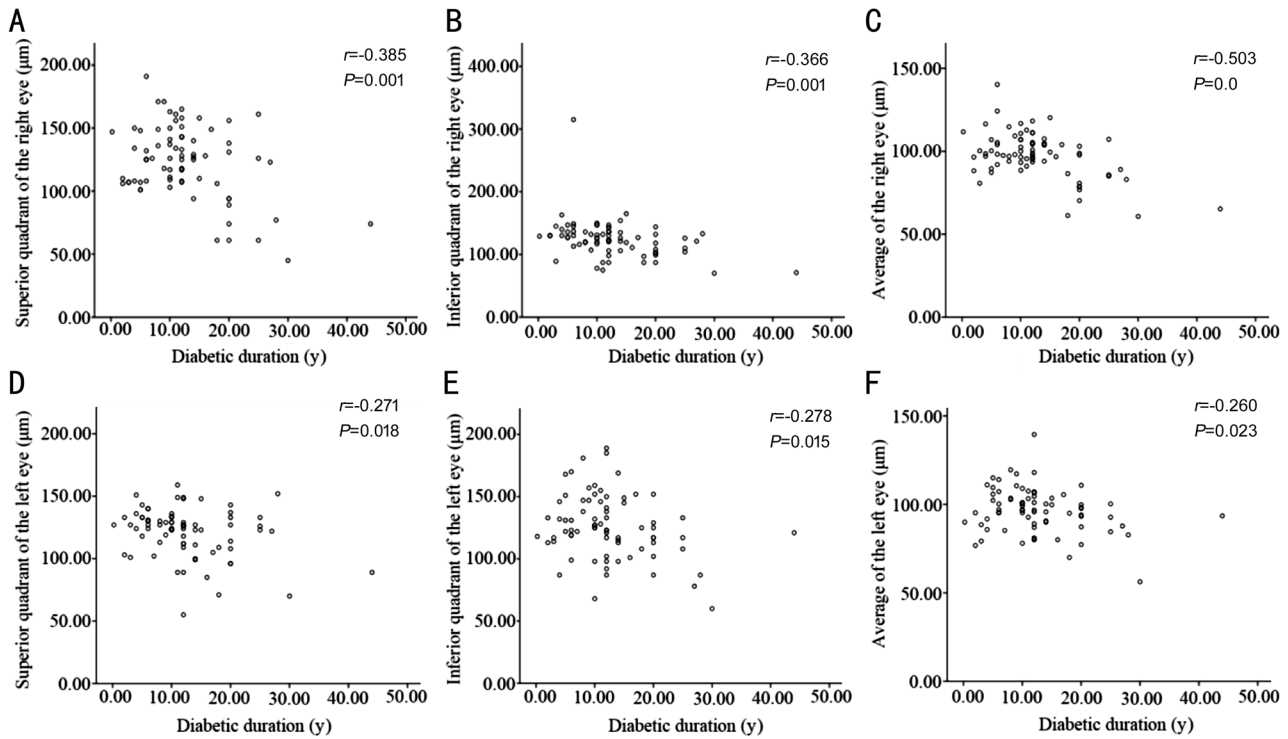 A
Superior quadrant of the right eye (μm)
r=-0.385
P=0.001
200.00
150.00
100.00
50.00
0.00
0.00 10.00 20.00 30.00 40.00 50.00
Diabetic duration (y)
B
Inferior quadrant of the right eye (μm)
r=-0.366
P=0.001
400.00
300.00
200.00
100.00
0.00
0.00 10.00 20.00 30.00 40.00 50.00
Diabetic duration (y)
C
Average of the right eye (μm)
r=-0.503
P=0.0
150.00
100.00
50.00
0.00
0.00 10.00 20.00 30.00 40.00 50.00
Diabetic duration (y)
D
Superior quadrant of the left eye (μm)
r=-0.271
P=0.018
200.00
150.00
100.00
50.00
0.00
0.00 10.00 20.00 30.00 40.00 50.00
Diabetic duration (y)
E
Inferior quadrant of the left eye (μm)
r=-0.278
P=0.015
200.00
150.00
100.00
50.00
0.00
0.00 10.00 20.00 30.00 40.00 50.00
Diabetic duration (y)
F
Average of the left eye (μm)
r=-0.260
P=0.023
150.00
100.00
50.00
0.00
0.00 10.00 20.00 30.00 40.00 50.00
Diabetic duration (y)